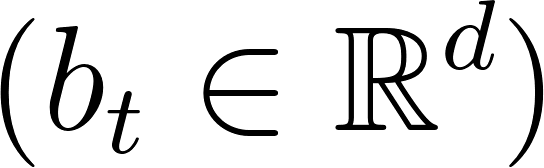 (b_t ∈ ℝ^d)